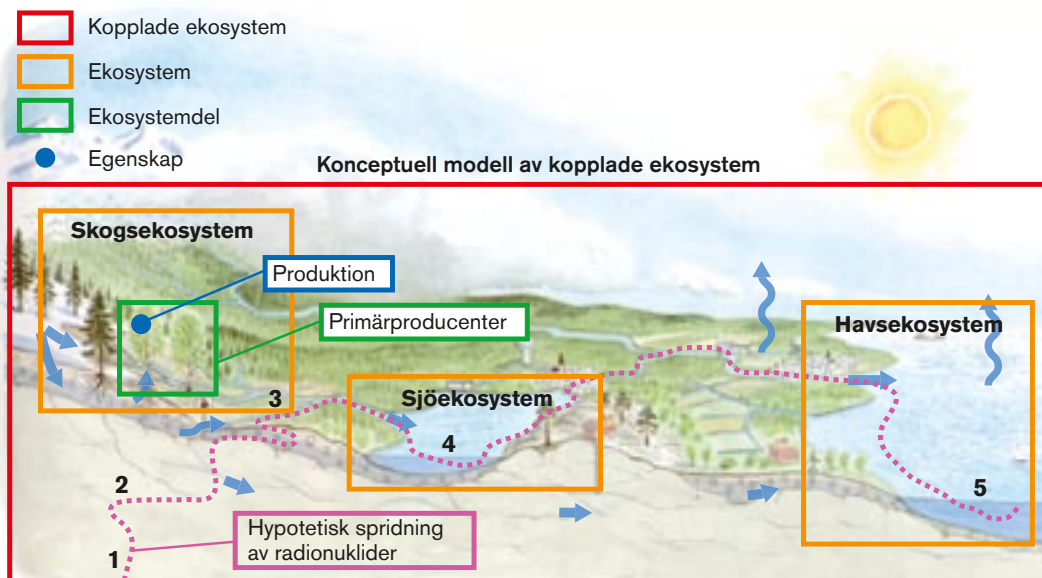 Kopplade ekosystem
Ekosystem
Ekosystemdel
Egenskap
Konceptuell modell av kopplade ekosystem
Skogsekosystem
Produktion
Primärproducenter
Havsekosystem
Sjöekosystem
3
4
2
5
1
Hypotetisk spridning
av radionuklider